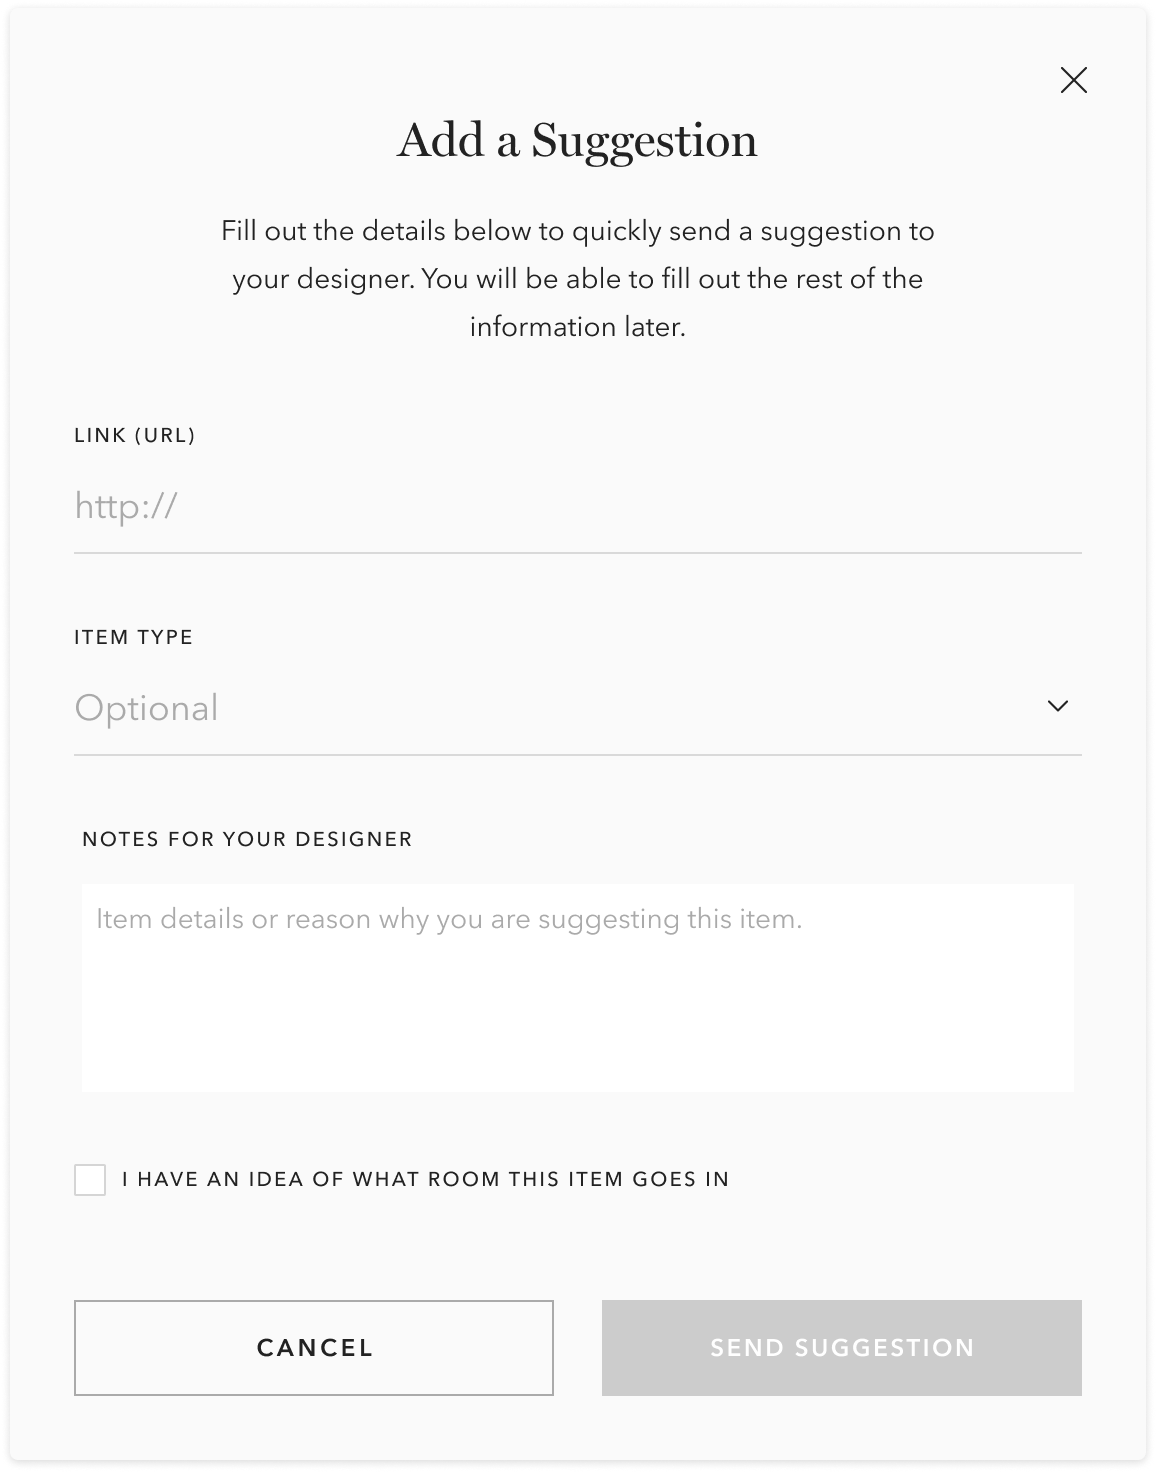 Add a Suggestion
Fill out the details below to quickly send a suggestion to
your designer. You will be able to fill out the rest of the
information later.
LINK (URL)
http://
ITEM TYPE
Optional
NOTES FOR YOUR DESIGNER
Item details or reason why you are suggesting this item.
I HAVE AN IDEA OF WHAT ROOM THIS ITEM GOES IN
CANCEL
SEND SUGGESTION